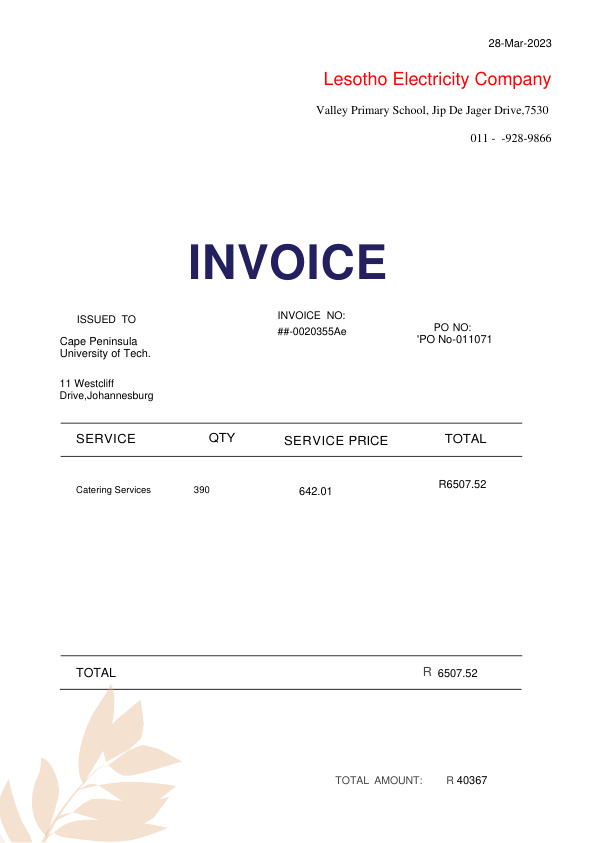 28-Mar-2023
Lesotho Electricity Company
Valley Primary School, Jip De Jager Drive,7530
011 -  -928-9866
INVOICE
ISSUED TO
Cape Peninsula
University of Tech.
11 Westcliff
Drive,Johannesburg
INVOICE NO:
##-0020355Ae
PO NO:
'PO No-011071
SERVICE QTY SERVICE PRICE TOTAL
Catering Services 390 642.01 R6507.52
TOTAL R 6507.52
TOTAL AMOUNT: R 40367